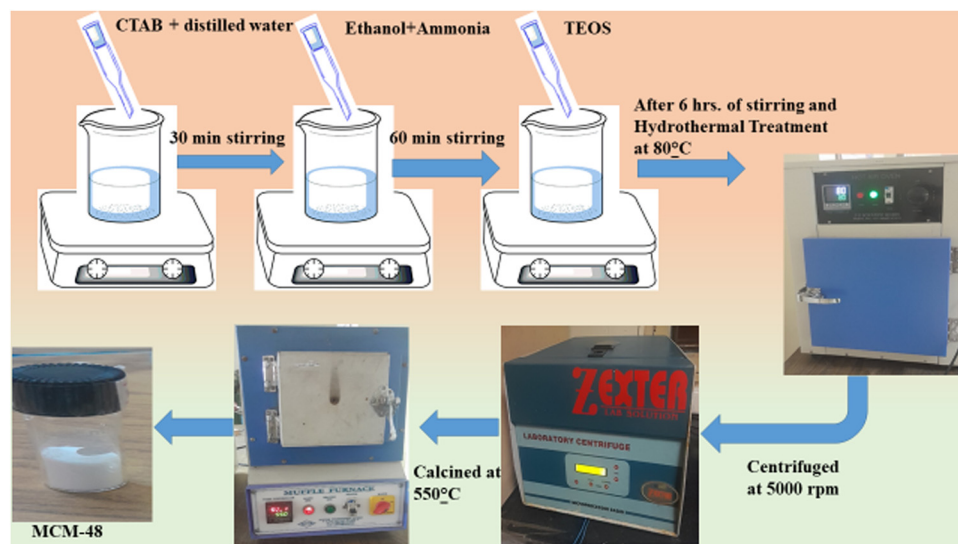 CTAB + distilled water
Ethanol+Ammonia
TEOS
30 min stirring
60 min stirring
After 6 hrs. of stirring and
Hydrothermal Treatment
at 80°C
80
ZEXTER
LAB SOLUTION
LABORATORY CENTRIFUGE
Centrifuged
at 5000 rpm
Calcined at
550°C
MUFFLE FURNACE
MCM-48